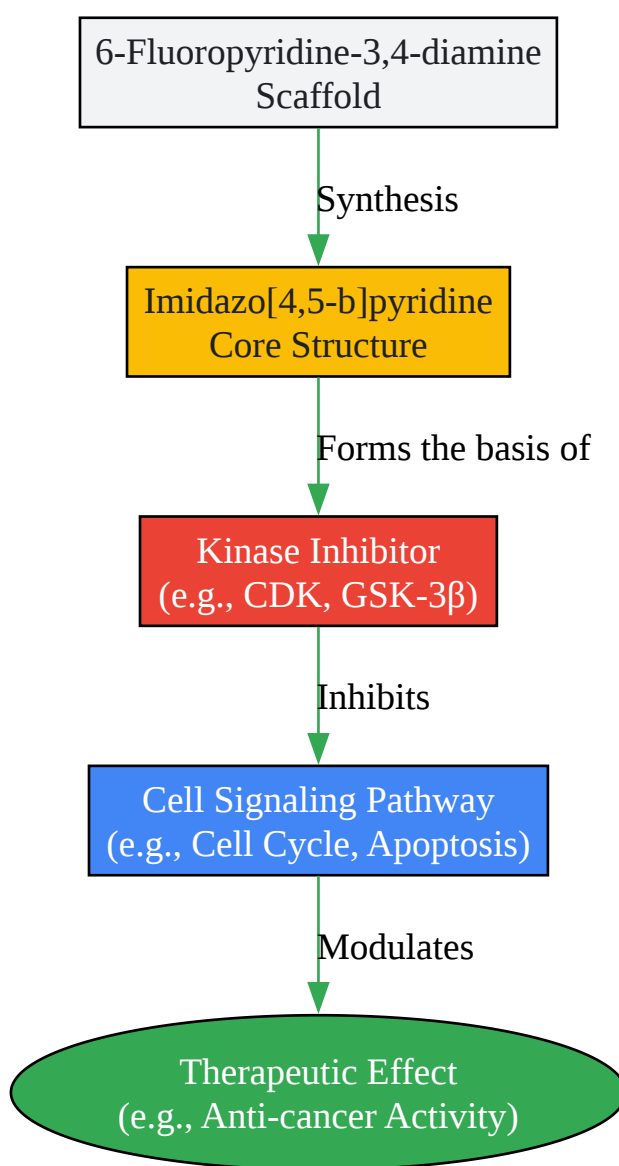 6-Fluoropyridine-3,4-diamine
Scaffold
Synthesis
Imidazo[4,5-b]pyridine
Core Structure
Forms the basis of
Kinase Inhibitor
(e.g., CDK, GSK-3β)
Inhibits
Cell Signaling Pathway
(e.g., Cell Cycle, Apoptosis)
Modulates
Therapeutic Effect
(e.g., Anti-cancer Activity)